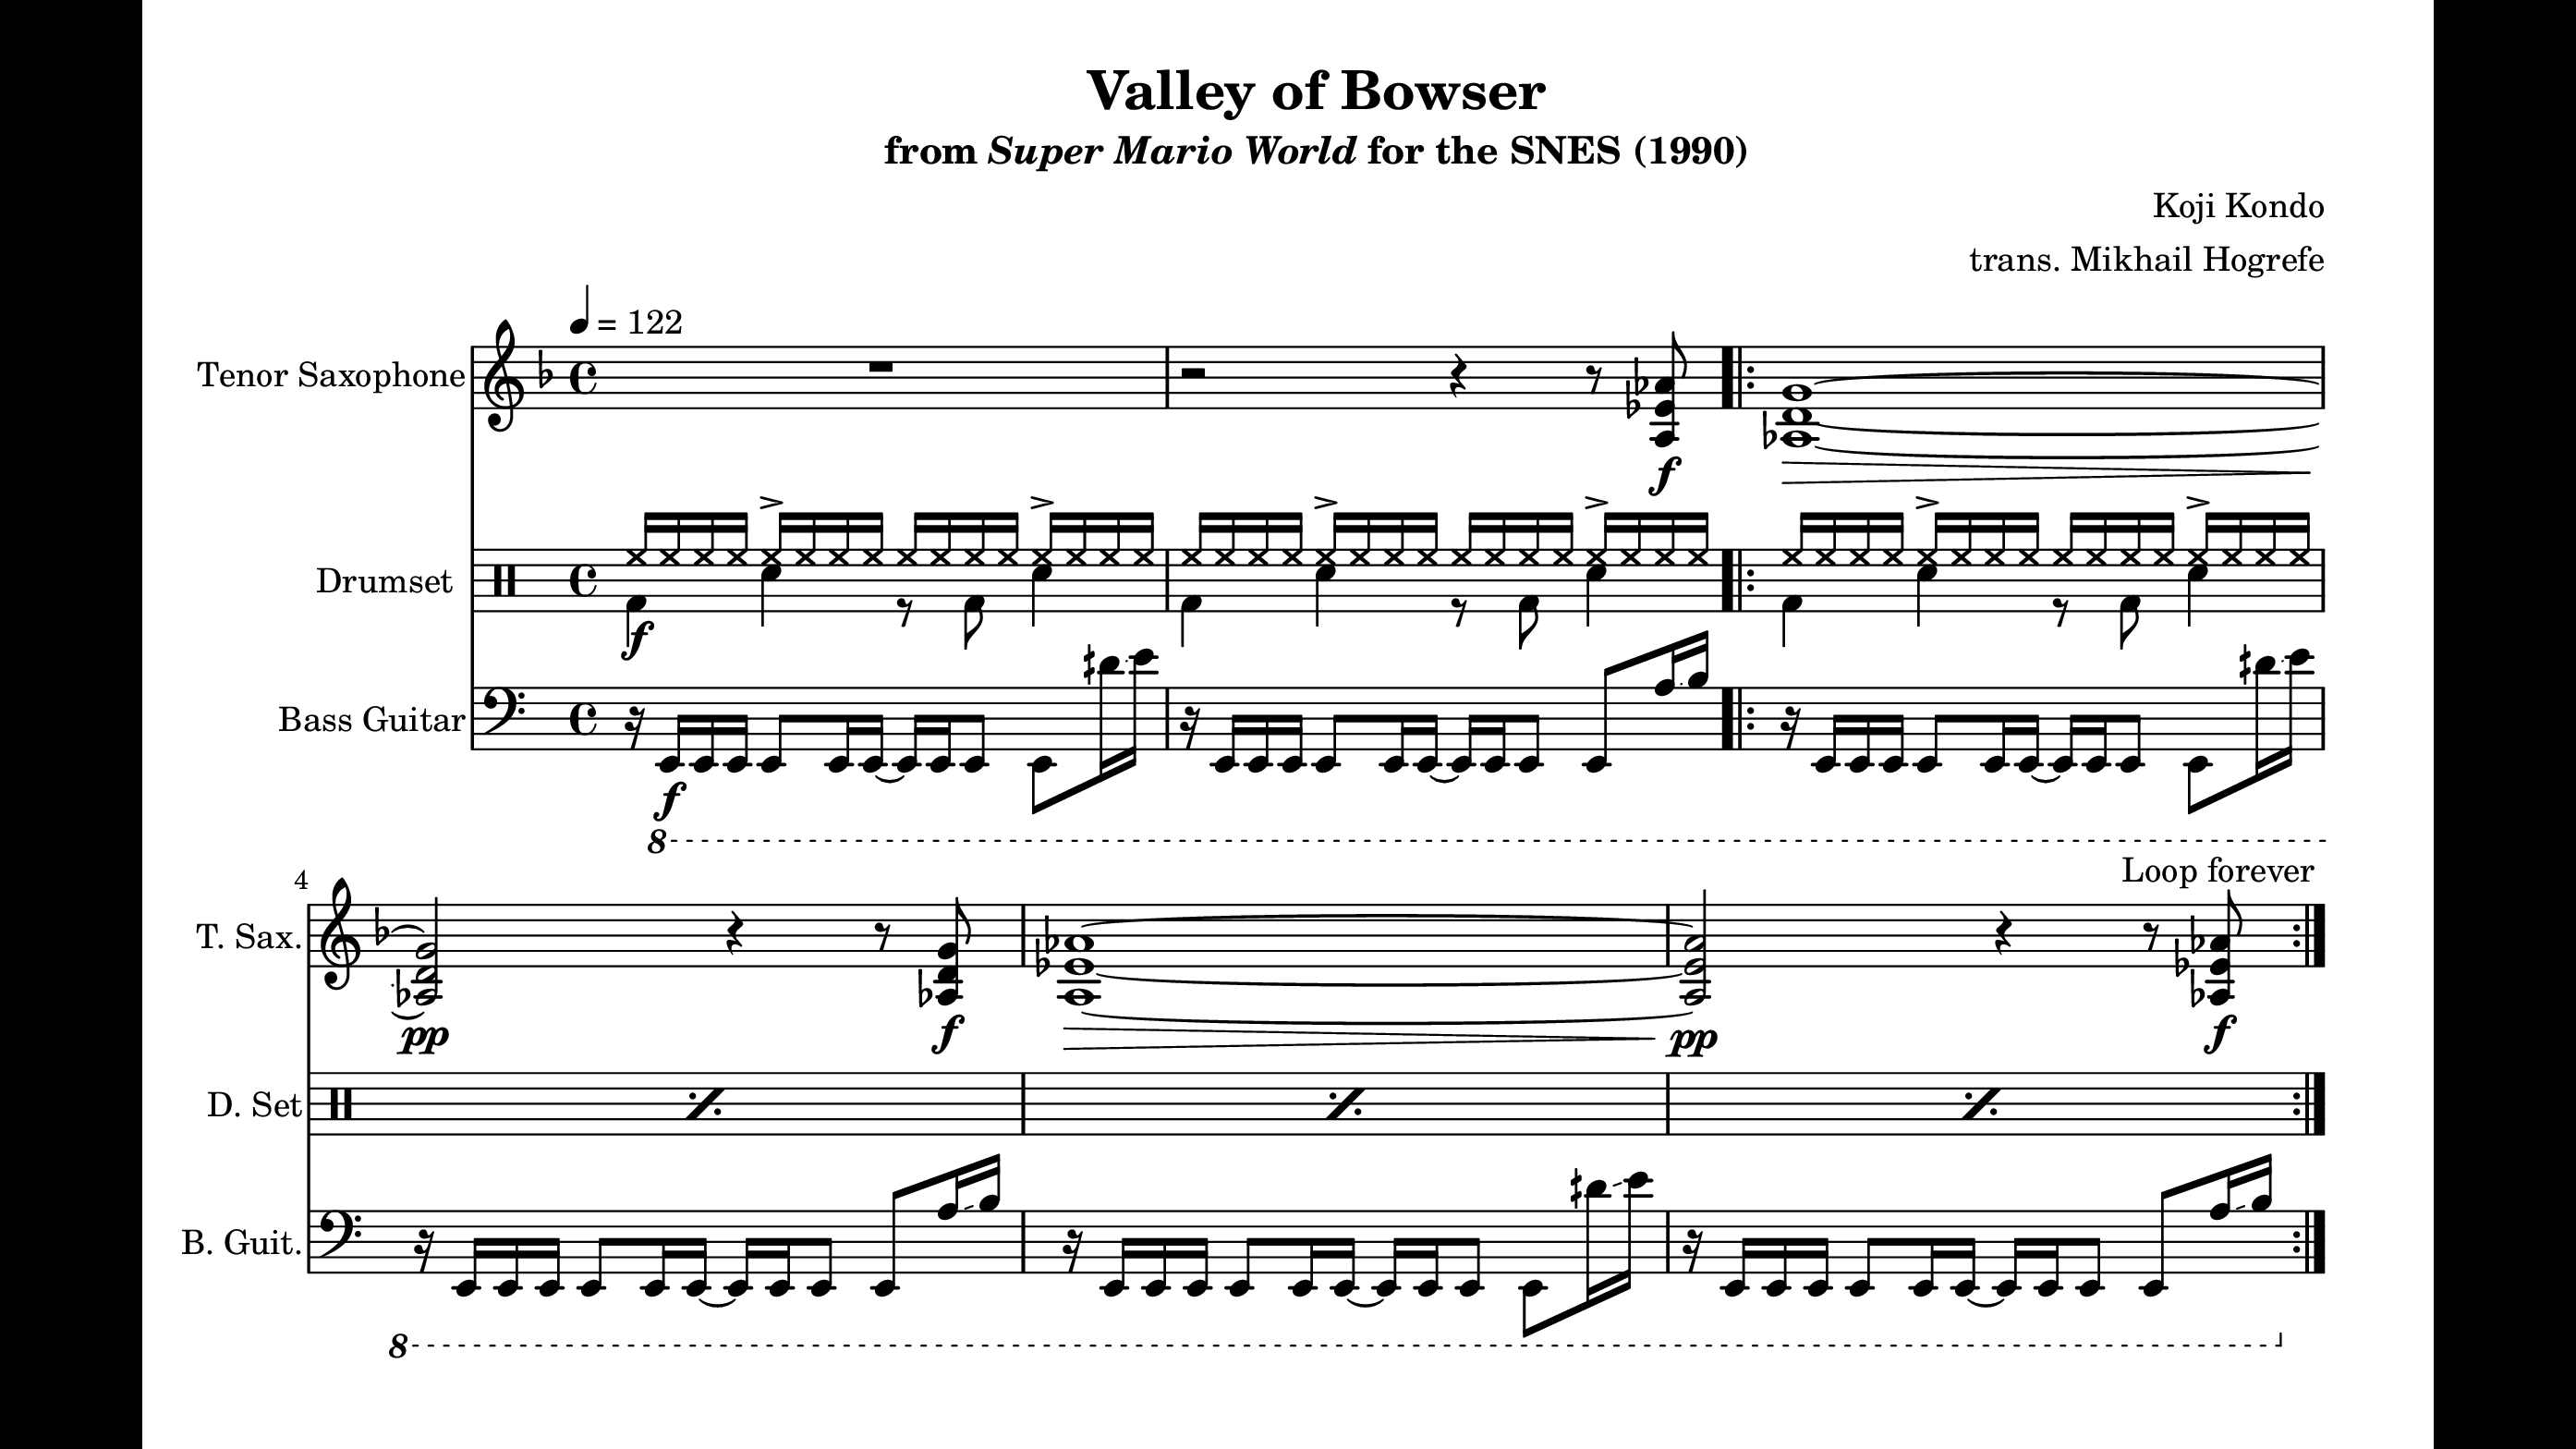 Valley of Bowser
from Super Mario World for the SNES (1990)
Koji Kondo
trans. Mikhail Hogrefe
= 122
Tenor Saxophone
f
Drumset
f
Bass Guitar
f
8
4
Loop forever
T. Sax.
pp f pp f
D. Set
B. Guit.
8